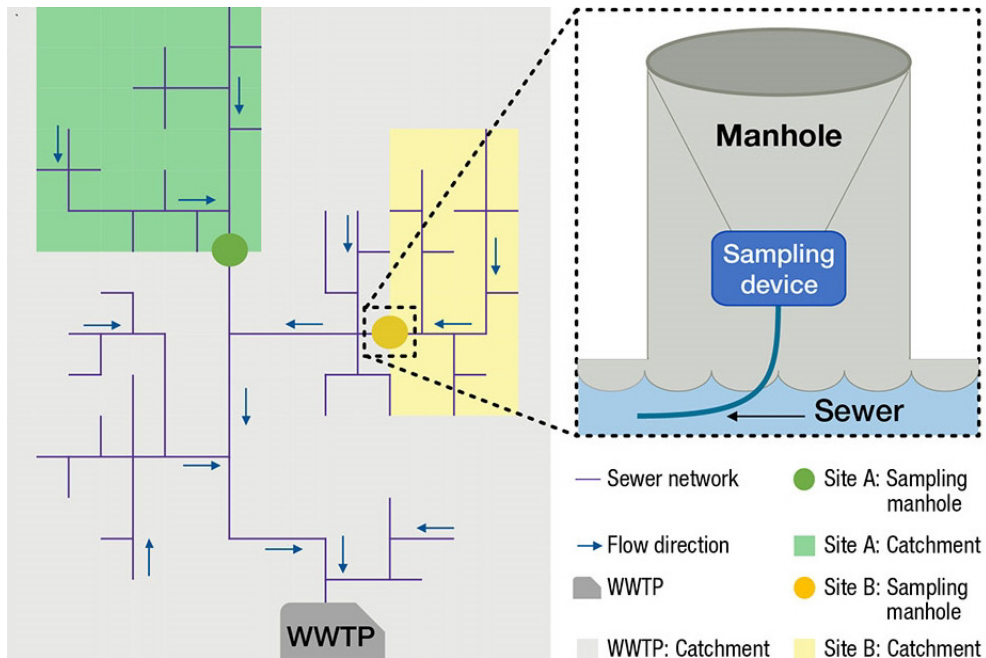 WWTP
Manhole
Sampling
device
Sewer
Sewer network
Flow direction
WWTP
WWTP: Catchment
Site A: Sampling
manhole
Site A: Catchment
Site B: Sampling
manhole
Site B: Catchment